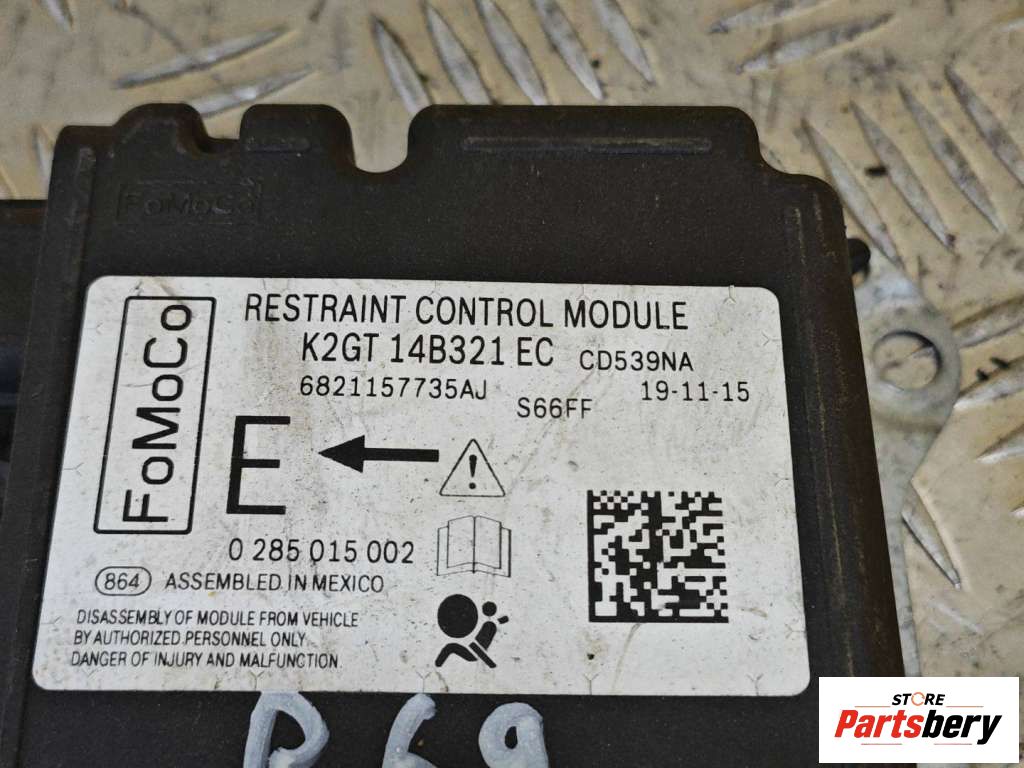 FoMoCo
FoMoCo
RESTRAINT CONTROL MODULE
K2GT 14B321 EC CD539NA
6821157735AJ S66FF 19-11-15
E
0 285 015 002
864 ASSEMBLED IN MEXICO
DISASSEMBLY OF MODULE FROM VEHICLE
BY AUTHORIZED PERSONNEL ONLY
DANGER OF INJURY AND MALFUNCTION
P69
STORE
Partsbery